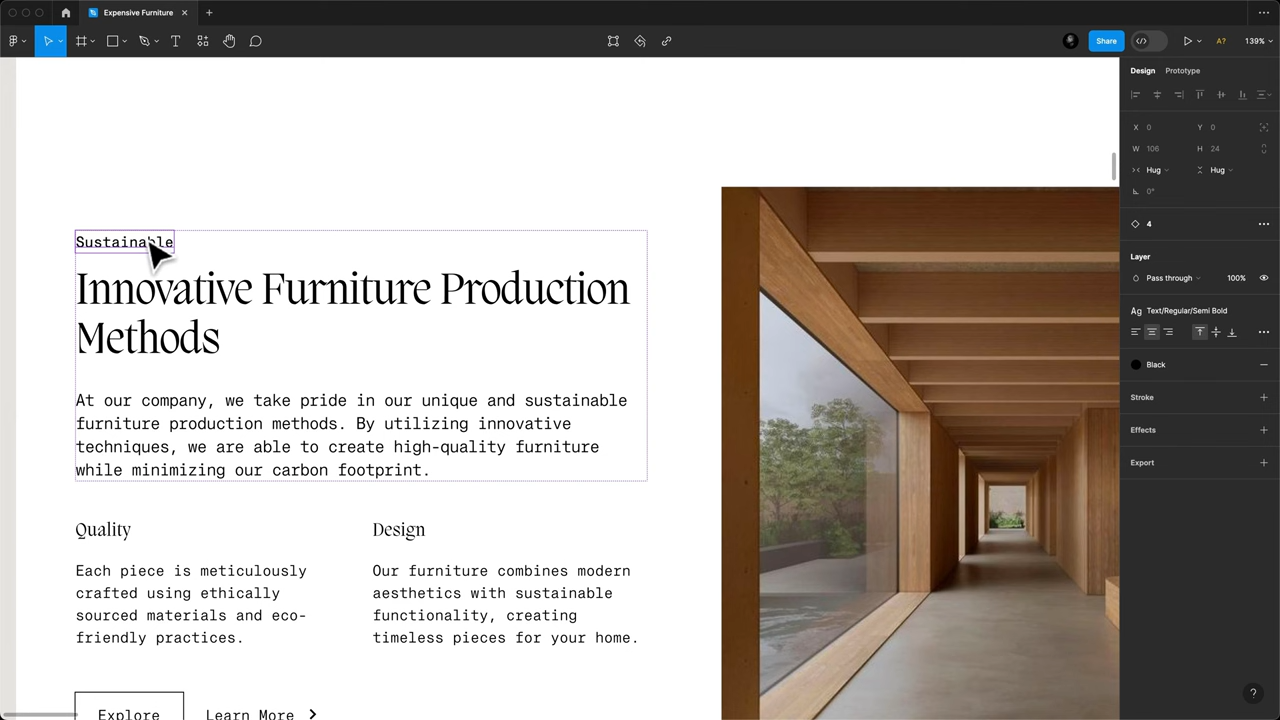 Expensive Furniture
Share
A?
139%
Design Prototype
X 0 Y 0
W 106 H 24
Hug Hug
0°
4
Layer
Pass through 100%
Ag Text/Regular/Semi Bold
Black
Stroke
Effects
Export
?
Sustainable
Innovative Furniture Production
Methods
At our company, we take pride in our unique and sustainable
furniture production methods. By utilizing innovative
techniques, we are able to create high-quality furniture
while minimizing our carbon footprint.
Quality
Each piece is meticulously
crafted using ethically
sourced materials and eco-
friendly practices.
Design
Our furniture combines modern
aesthetics with sustainable
functionality, creating
timeless pieces for your home.
Explore
Learn More